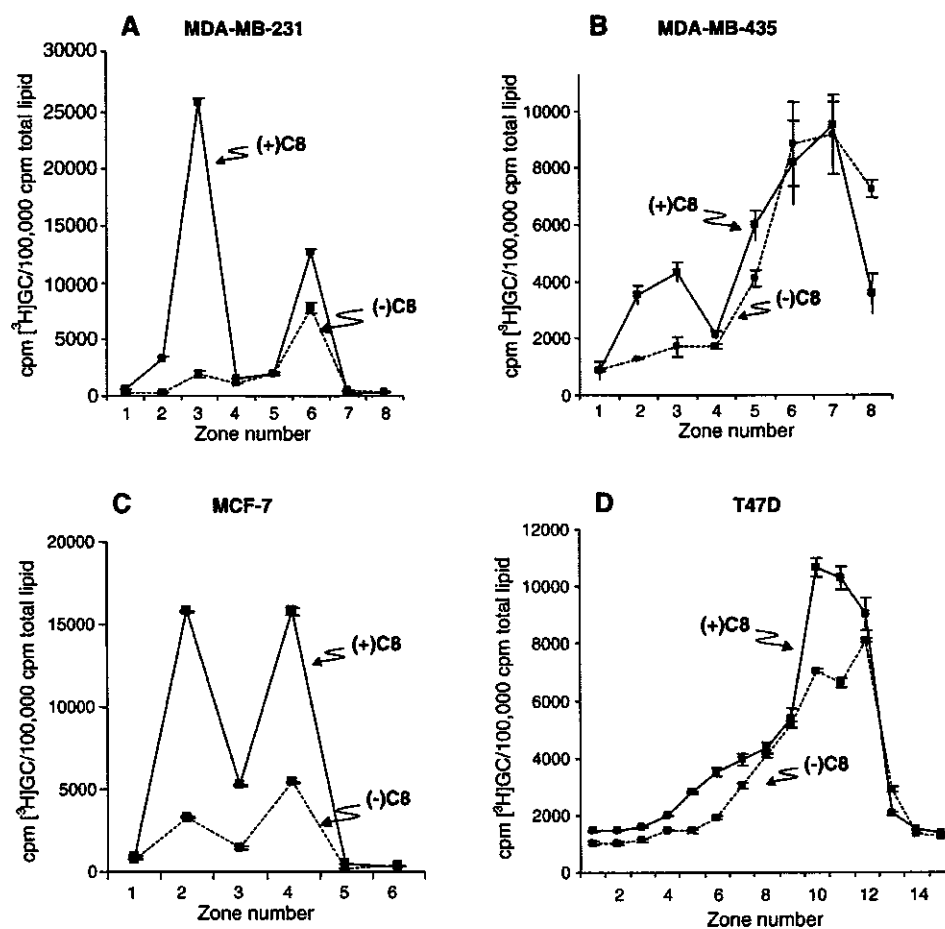 A MDA-MB-231
cpm [³H]GC/100,000 cpm total lipid
30000
25000
20000
15000
10000
5000
0
(+)C8
(-)C8
1 2 3 4 5 6 7 8
Zone number
B MDA-MB-435
cpm [³H]GC/100,000 cpm total lipid
10000
8000
6000
4000
2000
0
(+)C8
(-)C8
1 2 3 4 5 6 7 8
Zone number
C MCF-7
cpm [³H]GC/100,000 cpm total lipid
20000
15000
10000
5000
0
(+)C8
(-)C8
1 2 3 4 5 6
Zone number
D T47D
cpm [³H]GC/100,000 cpm total lipid
12000
10000
8000
6000
4000
2000
0
(+)C8
(-)C8
2 4 6 8 10 12 14
Zone number